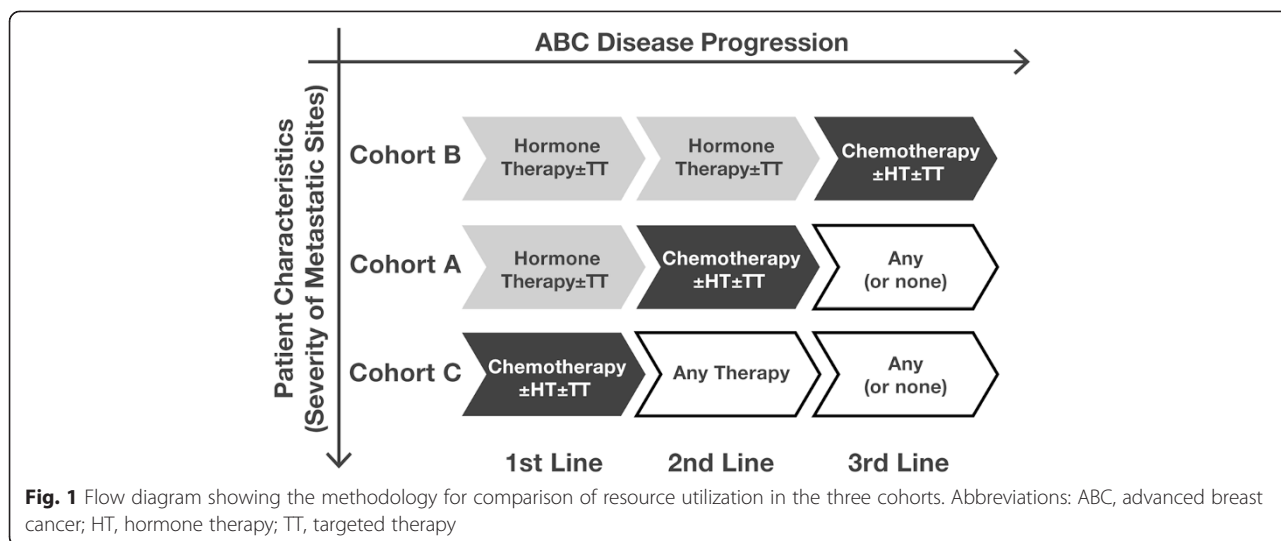 ABC Disease Progression
Patient Characteristics
(Severity of Metastatic Sites)
Cohort B
Hormone
Therapy±TT
Hormone
Therapy±TT
Chemotherapy
±HT±TT
Cohort A
Hormone
Therapy±TT
Chemotherapy
±HT±TT
Any
(or none)
Cohort C
Chemotherapy
±HT±TT
Any Therapy
Any
(or none)
1st Line
2nd Line
3rd Line
Fig. 1 Flow diagram showing the methodology for comparison of resource utilization in the three cohorts. Abbreviations: ABC, advanced breast
cancer; HT, hormone therapy; TT, targeted therapy